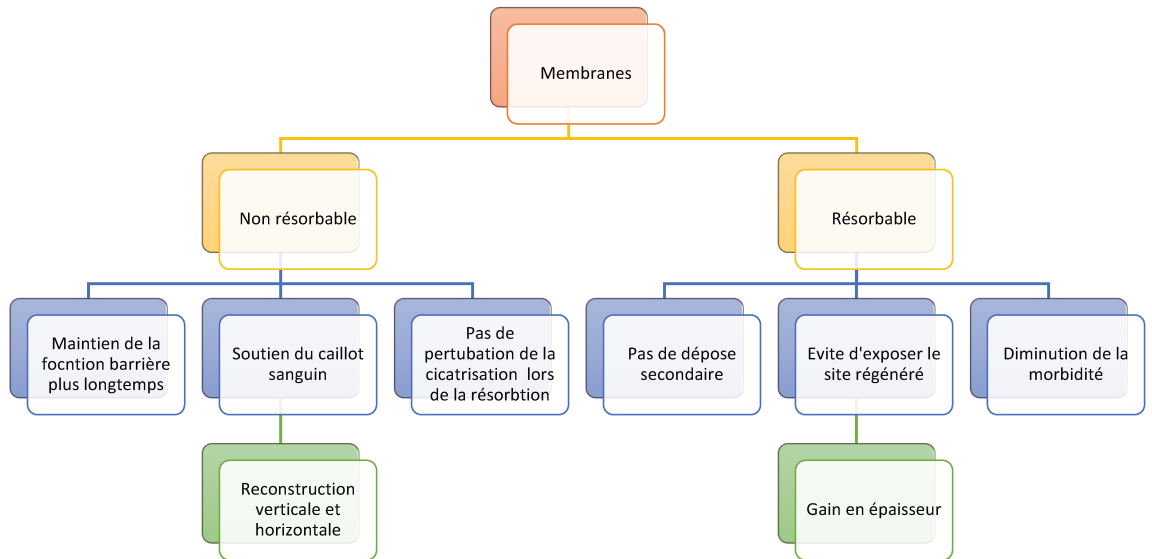 Membranes
Non résorbable
Résorbable
Maintien de la
focntion barrière
plus longtemps
Soutien du caillot
sanguin
Pas de
pertubation de la
cicatrisation lors
de la résorbtion
Pas de dépose
secondaire
Evite d'exposer le
site régénéré
Diminution de la
morbidité
Reconstruction
verticale et
horizontale
Gain en épaisseur